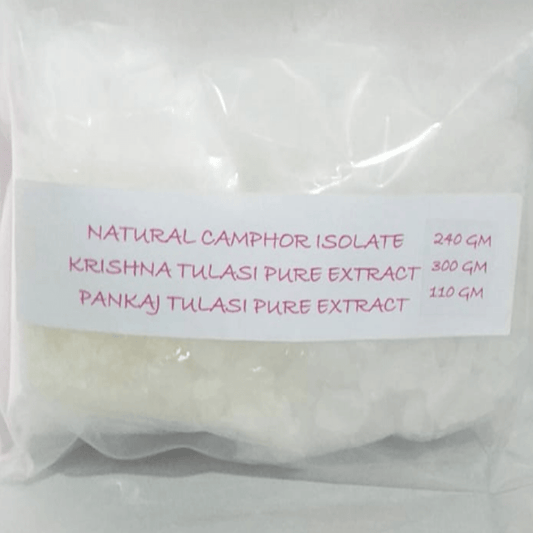 NATURAL CAMPHOR ISOLATE 240 GM
KRISHNA TULASI PURE EXTRACT 300 GM
PANKAJ TULASI PURE EXTRACT 110 GM